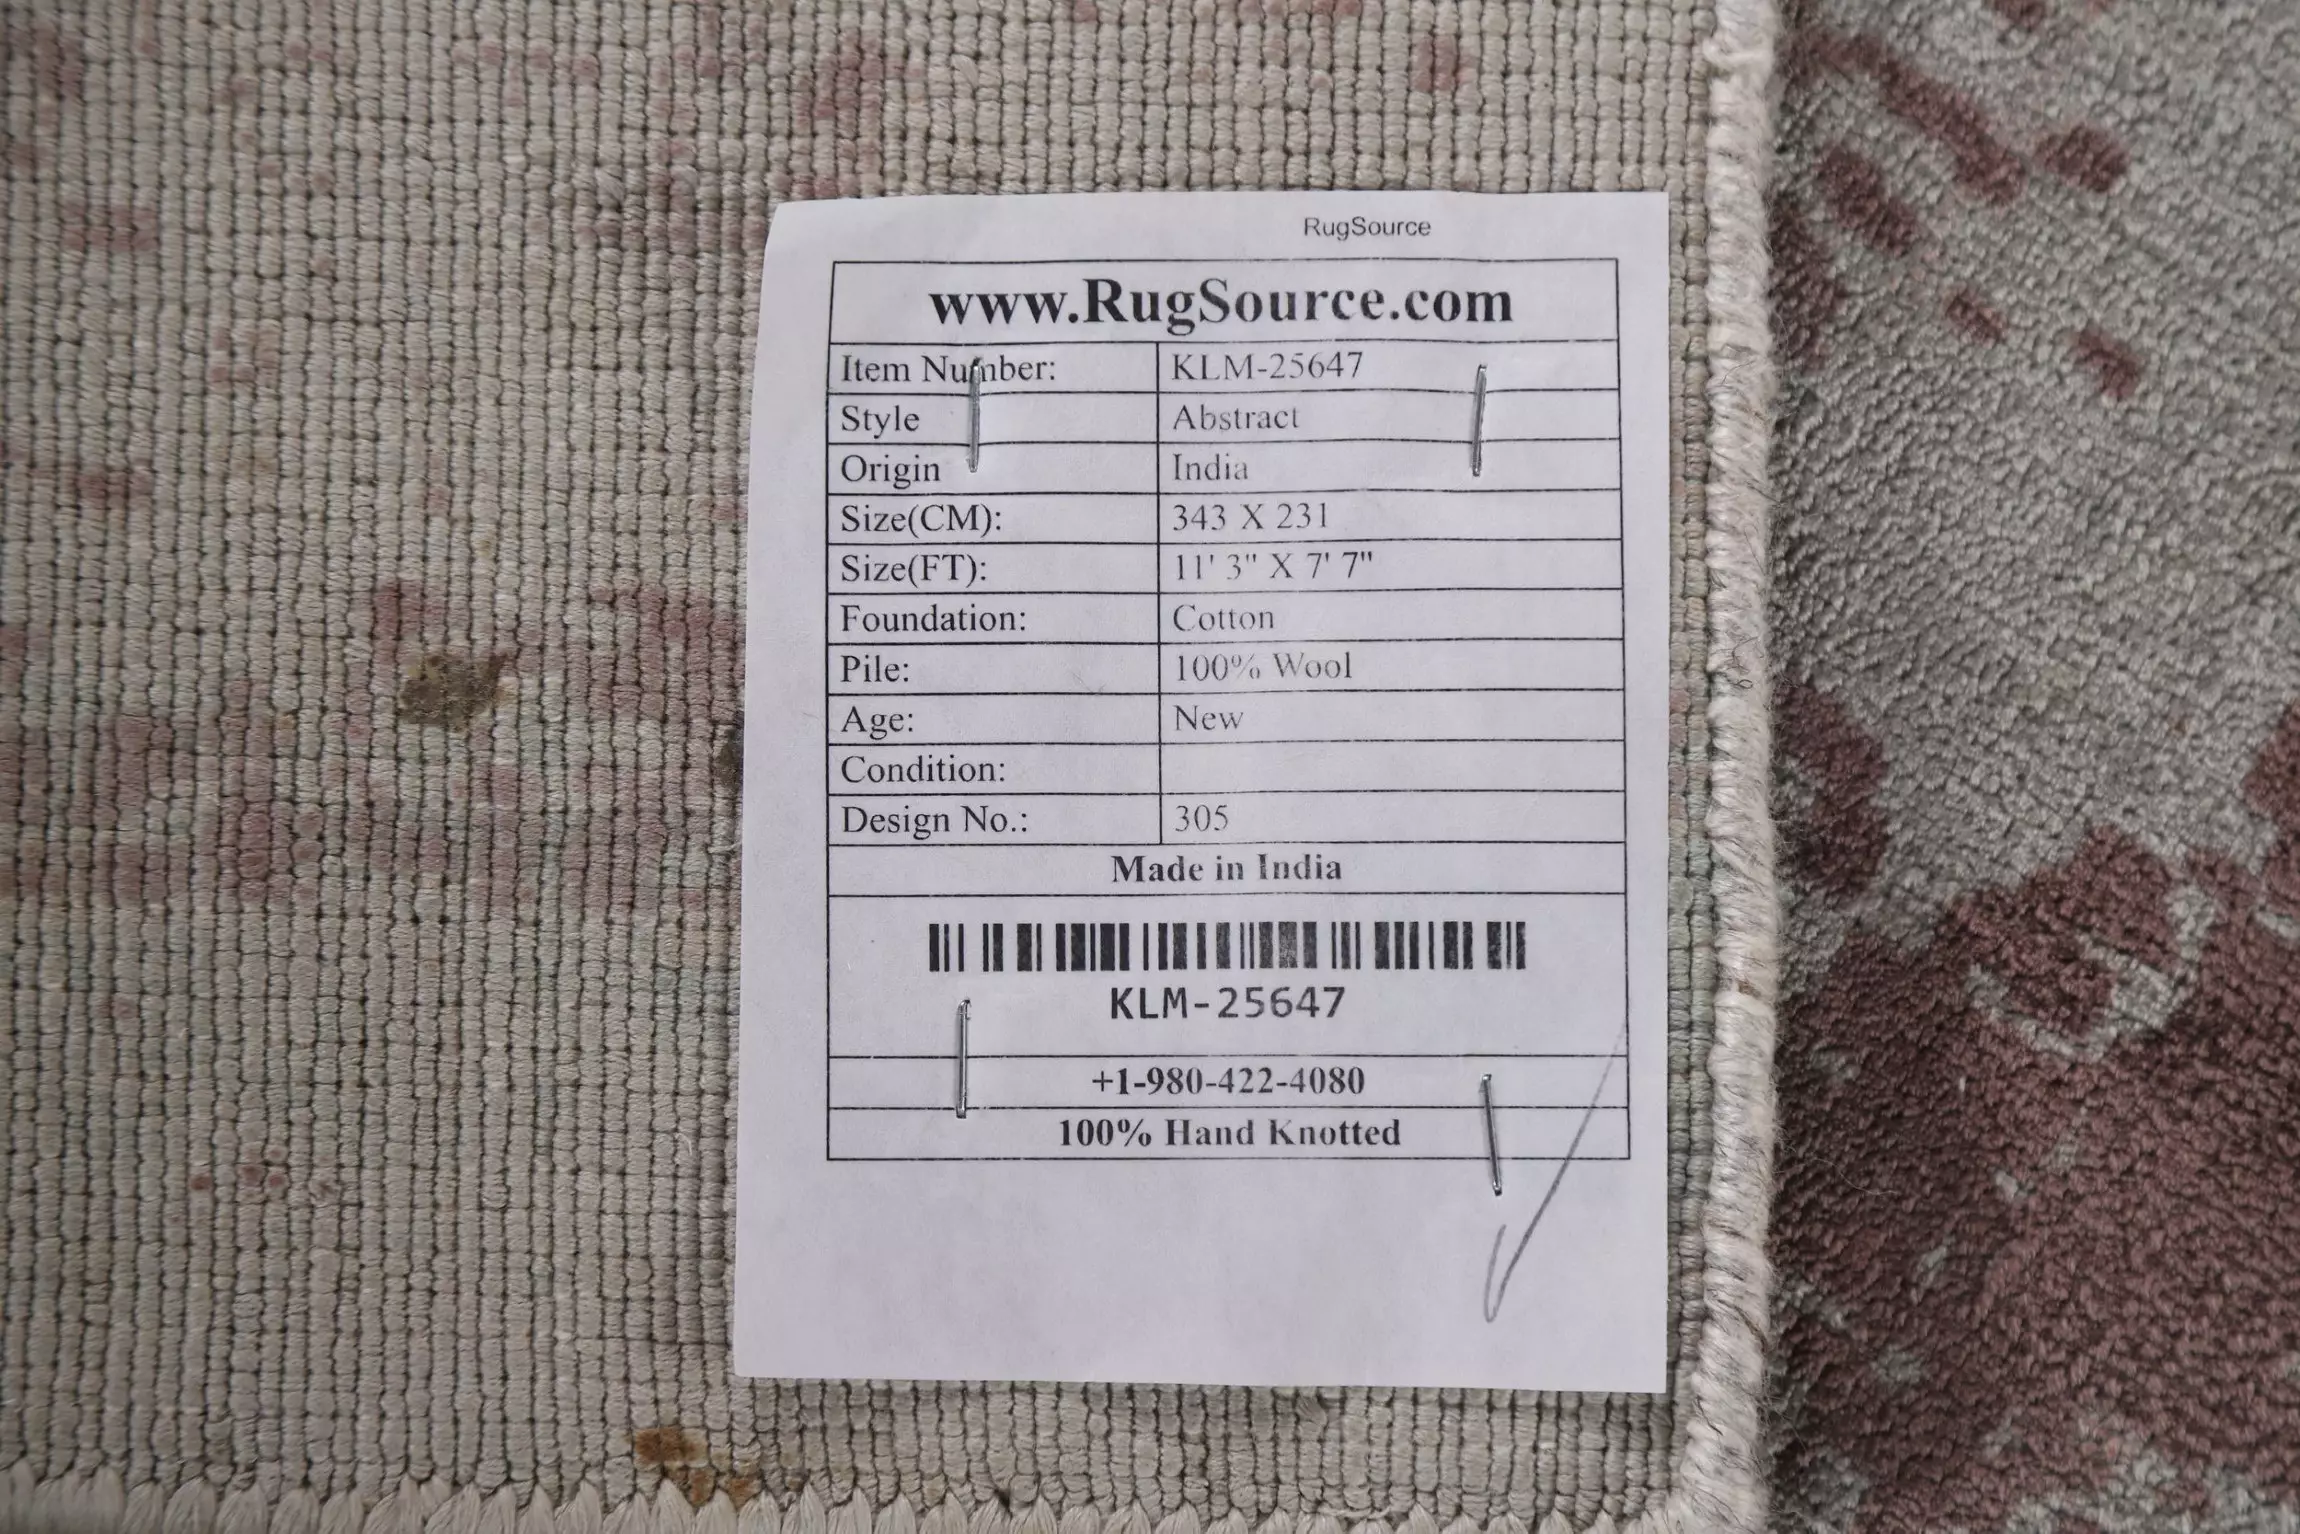 RugSource
www.RugSource.com
Item Number: KLM-25647
Style Abstract
Origin India
Size(CM): 343 X 231
Size(FT): 11' 3" X 7' 7"
Foundation: Cotton
Pile: 100% Wool
Age: New
Condition:
Design No.: 305
Made in India
KLM-25647
+1-980-422-4080
100% Hand Knotted